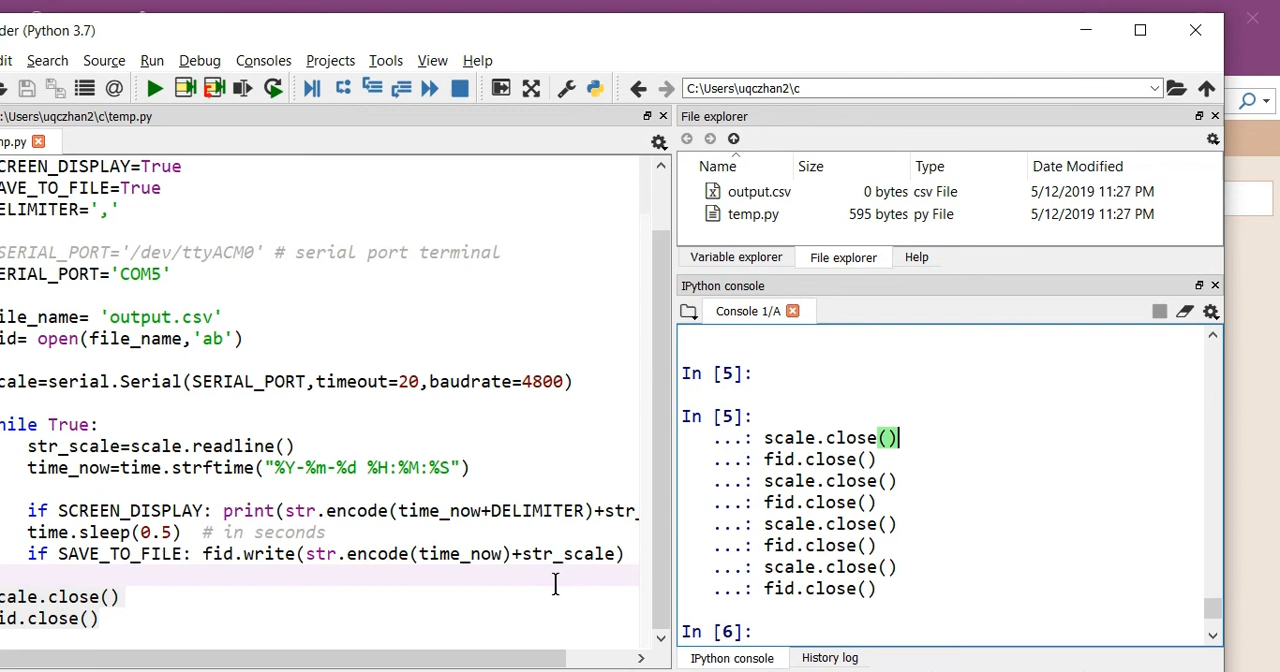 der (Python 3.7)
dit Search Source Run Debug Consoles Projects Tools View Help
C:\Users\uqczhan2\c
:\Users\uqczhan2\c\temp.py
mp.py
CREEN_DISPLAY=True
AVE_TO_FILE=True
ELIMITER=','
SERIAL_PORT='/dev/ttyACM0' # serial port terminal
ERIAL_PORT='COM5'
ile_name= 'output.csv'
id= open(file_name,'ab')
cale=serial.Serial(SERIAL_PORT,timeout=20,baudrate=4800)
hile True:
str_scale=scale.readline()
time_now=time.strftime("%Y-%m-%d %H:%M:%S")
if SCREEN_DISPLAY: print(str.encode(time_now+DELIMITER)+str_
time.sleep(0.5) # in seconds
if SAVE_TO_FILE: fid.write(str.encode(time_now)+str_scale)
cale.close()
id.close()
File explorer
Name Size Type Date Modified
output.csv 0 bytes csv File 5/12/2019 11:27 PM
temp.py 595 bytes py File 5/12/2019 11:27 PM
Variable explorer File explorer Help
IPython console
Console 1/A
In [5]:
In [5]:
...: scale.close()
...: fid.close()
...: scale.close()
...: fid.close()
...: scale.close()
...: fid.close()
...: scale.close()
...: fid.close()
In [6]:
IPython console History log